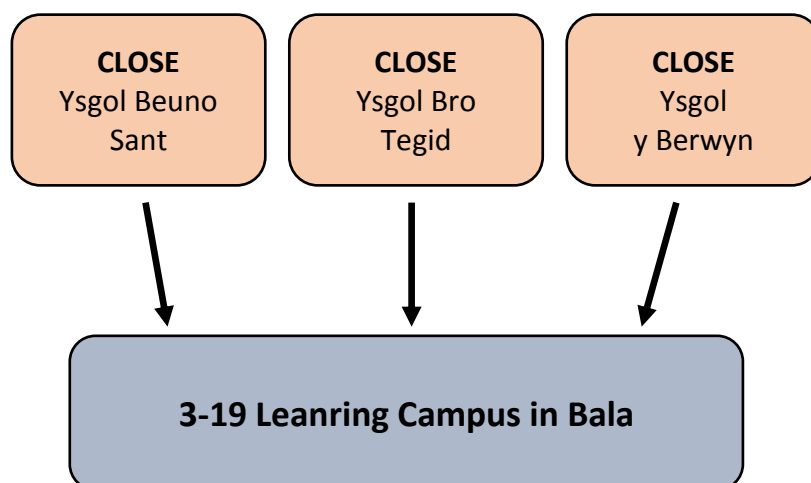 CLOSE
Ysgol Beuno
Sant
CLOSE
Ysgol Bro
Tegid
CLOSE
Ysgol
y Berwyn
3-19 Leanring Campus in Bala